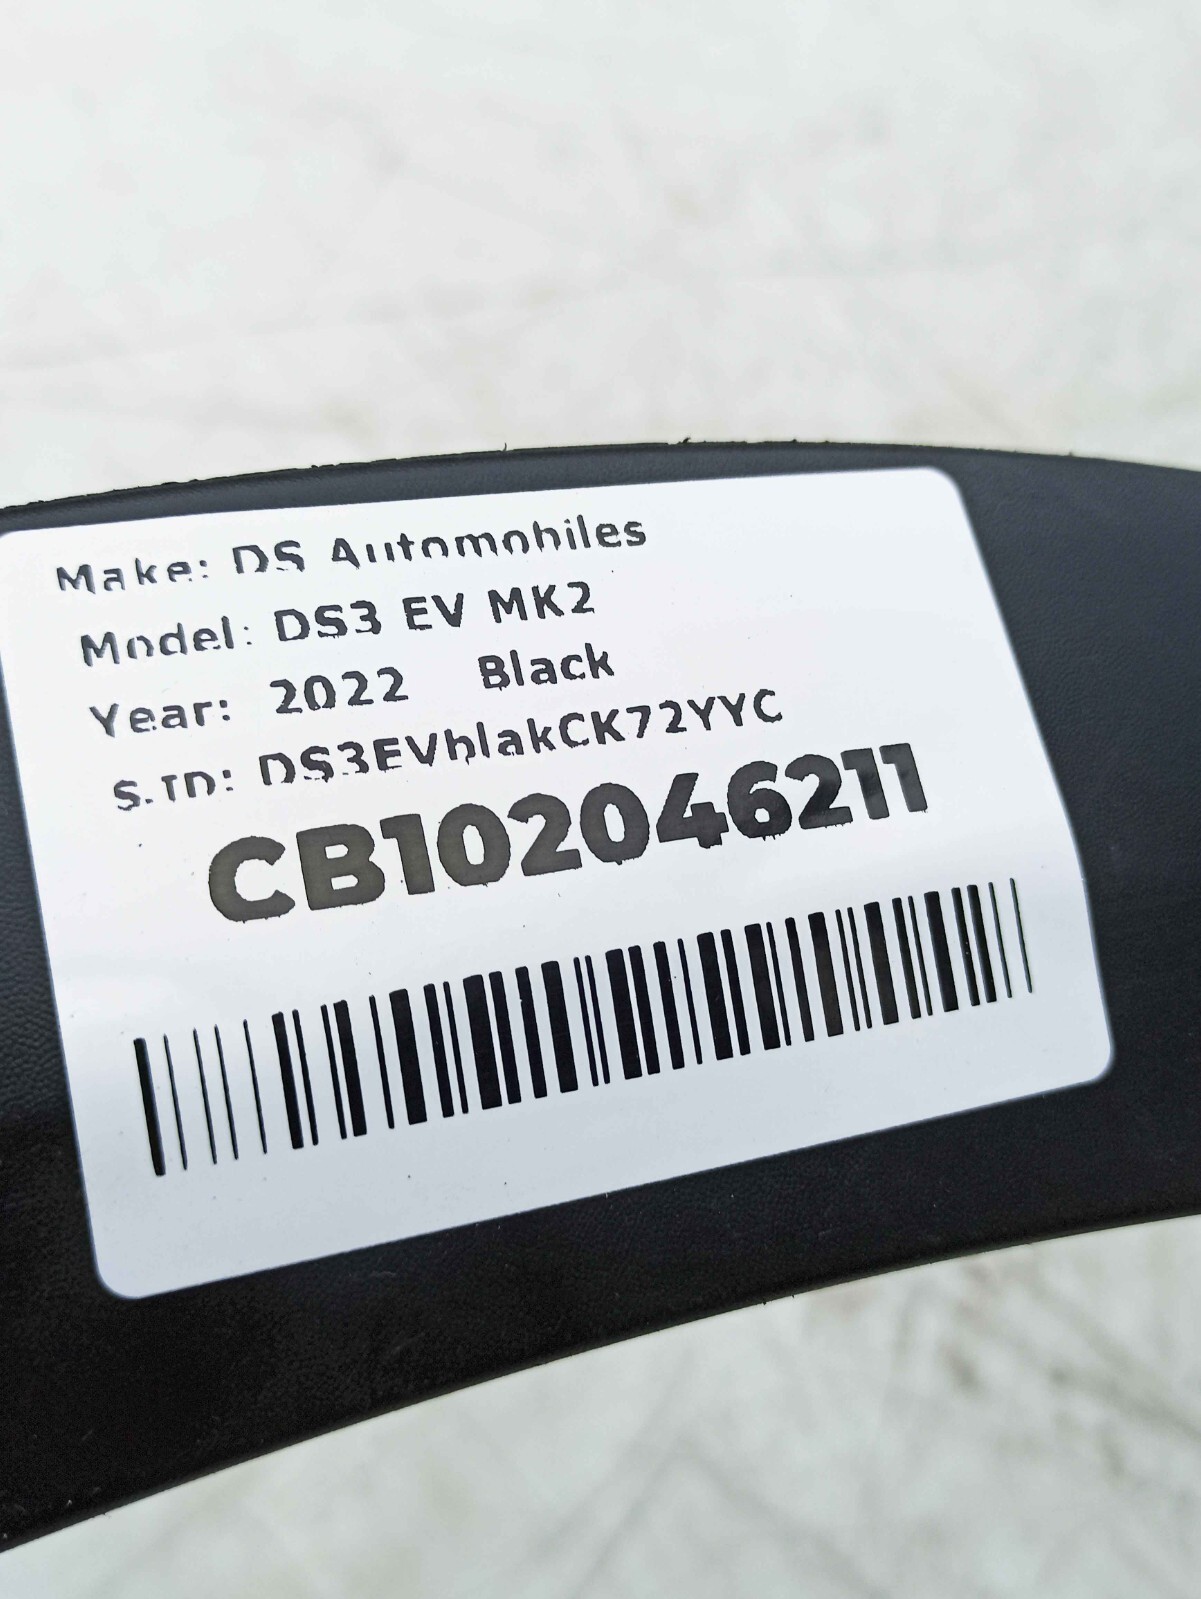 Make: DS Automobiles
Model: DS3 EV MK2
Year: 2022 Black
S.ID: DS3EVblakCK72YYC
CB102046211